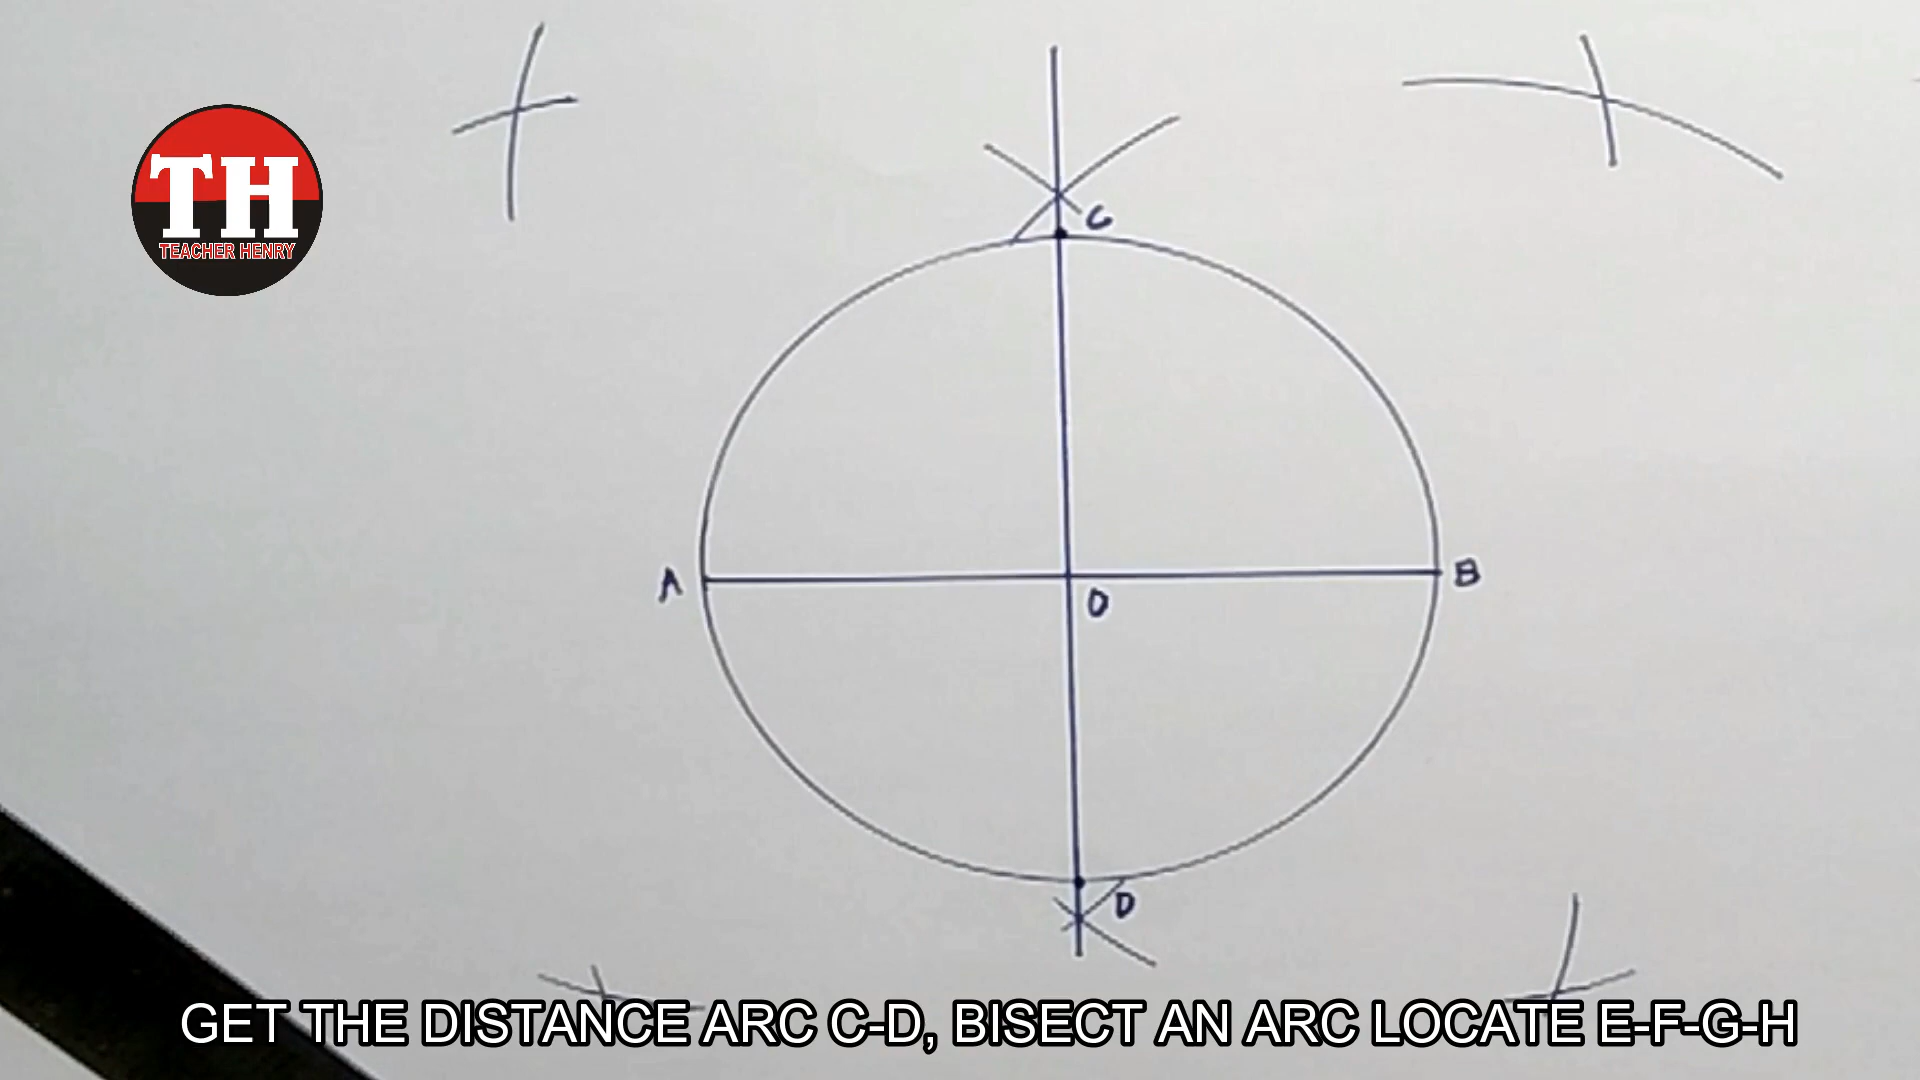 TH
TEACHER HENRY
C
A
B
O
D
GET THE DISTANCE ARC C-D, BISECT AN ARC LOCATE E-F-G-H